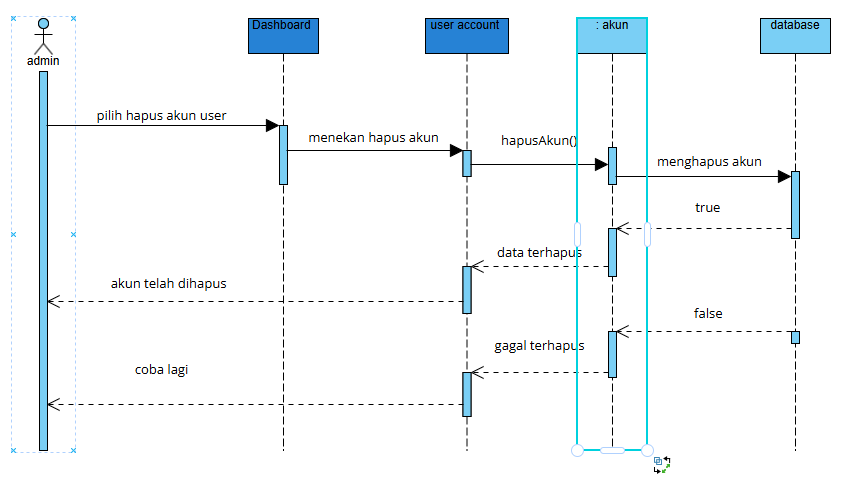 Dashboard
user account
: akun
database
admin
pilih hapus akun user
menekan hapus akun
hapusAkun()
menghapus akun
true
data terhapus
akun telah dihapus
false
gagal terhapus
coba lagi